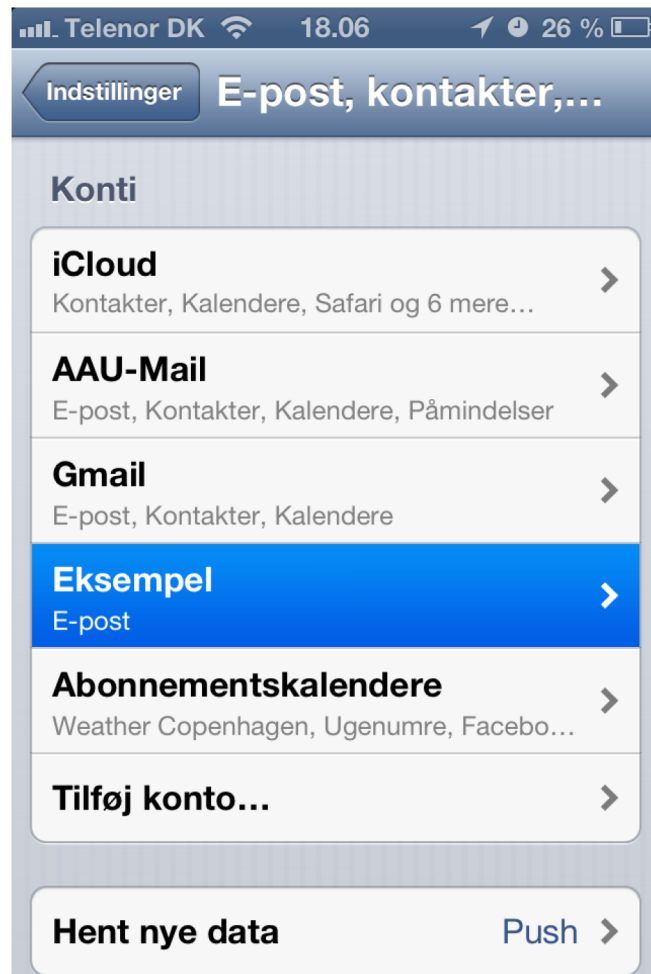 Telenor DK 18.06 26 %
Indstillinger E-post, kontakter,...
Konti
iCloud
Kontakter, Kalendere, Safari og 6 mere...
AAU-Mail
E-post, Kontakter, Kalendere, Påmindelser
Gmail
E-post, Kontakter, Kalendere
Eksempel
E-post
Abonnementskalendere
Weather Copenhagen, Ugenumre, Facebo...
Tilføj konto...
Hent nye data Push